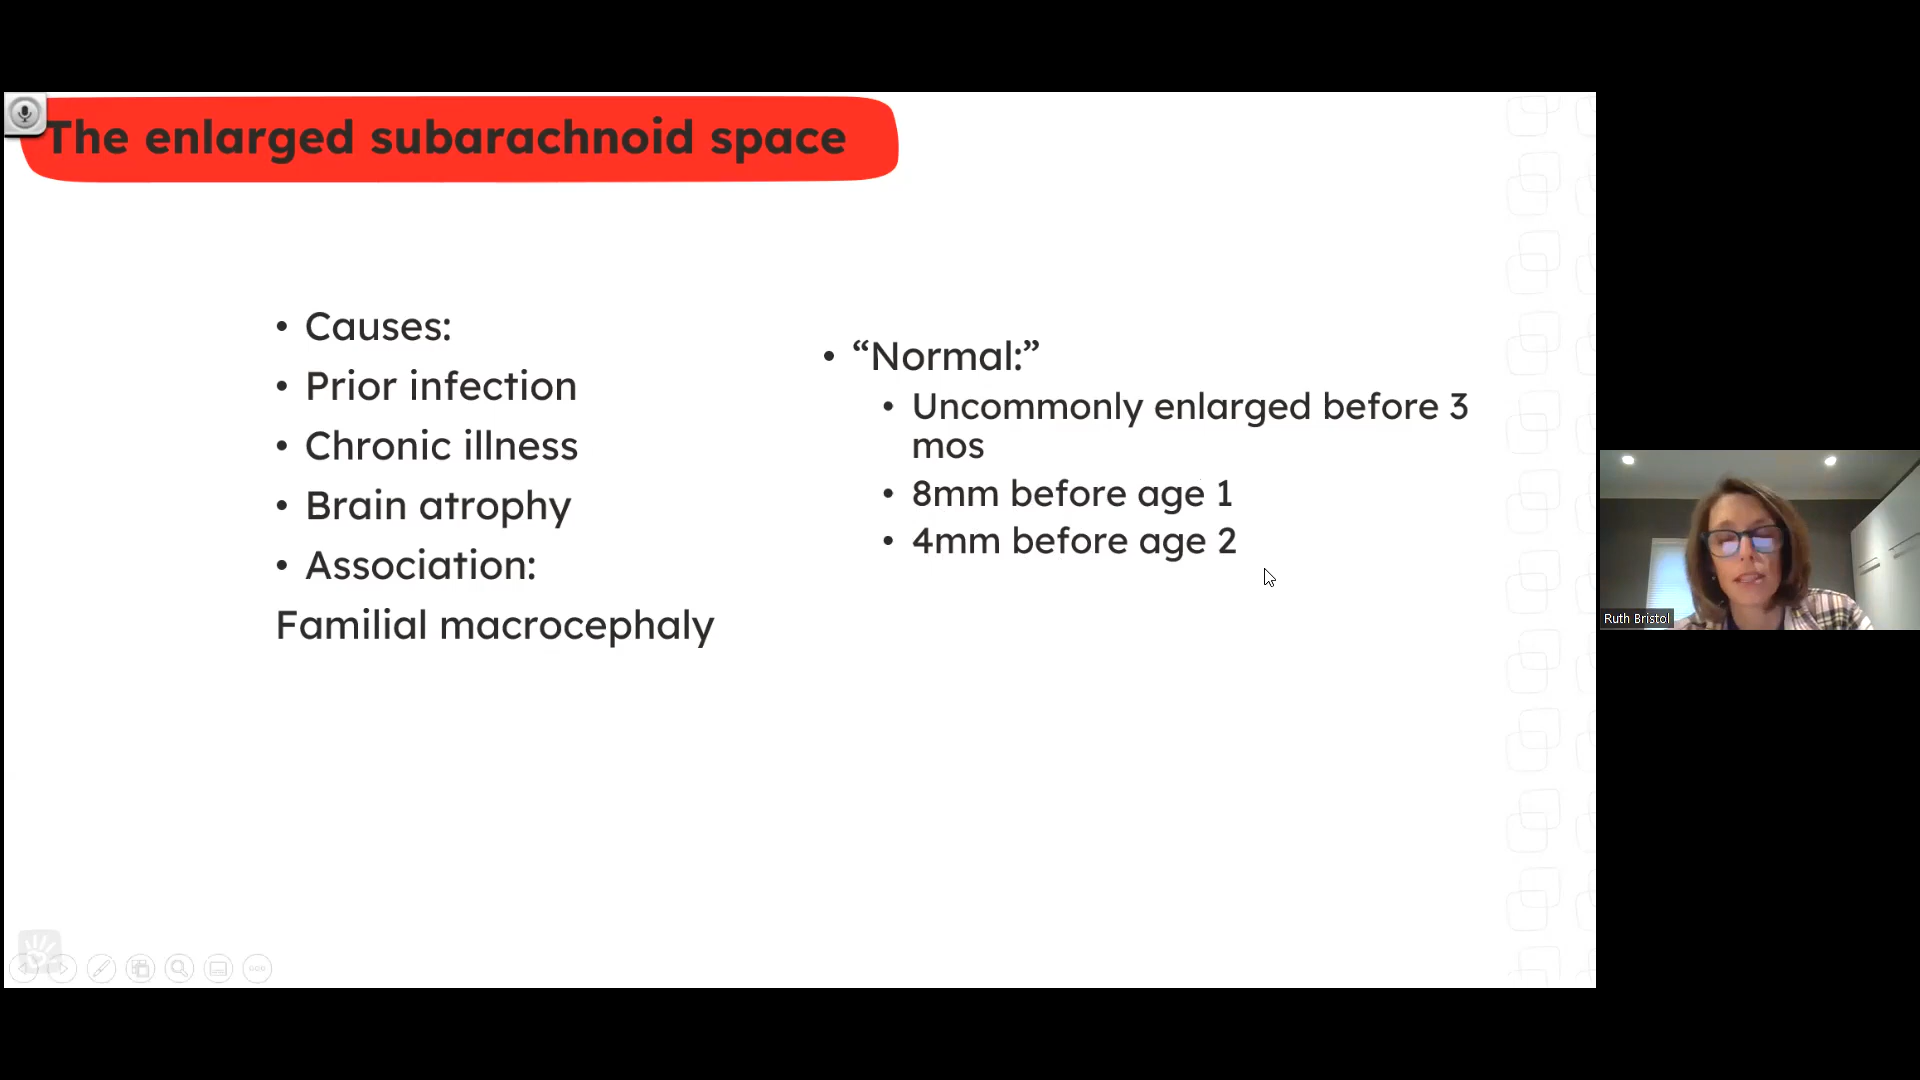 The enlarged subarachnoid space
• Causes:
• Prior infection
• Chronic illness
• Brain atrophy
• Association:
Familial macrocephaly
• “Normal:”
• Uncommonly enlarged before 3
mos
• 8mm before age 1
• 4mm before age 2
Ruth Bristol